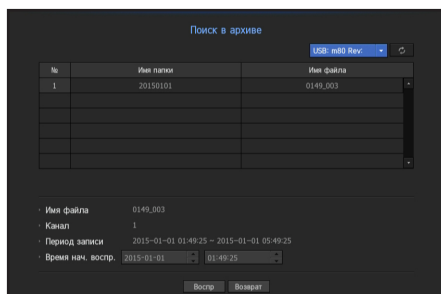 Поиск в архиве
USB: m80 Rev:
№ Имя папки Имя файла
1 20150101 0149_003
· Имя файла 0149_003
· Канал 1
· Период записи 2015-01-01 01:49:25 ~ 2015-01-01 05:49:25
· Время нач. воспр. 2015-01-01 01:49:25
Воспр Возврат